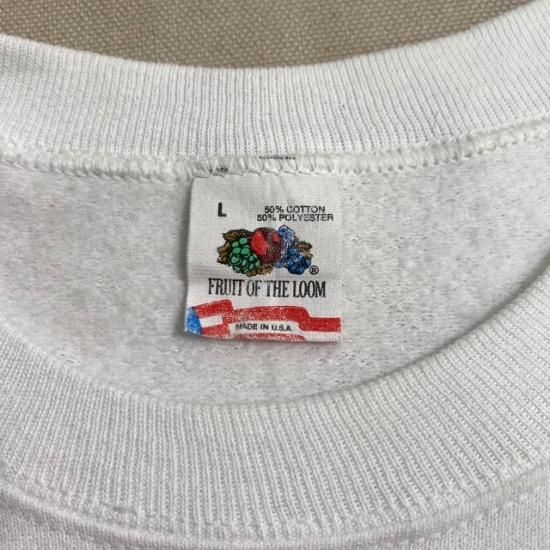 L
50% COTTON
50% POLYESTER
®
FRUIT OF THE LOOM
MADE IN U.S.A.